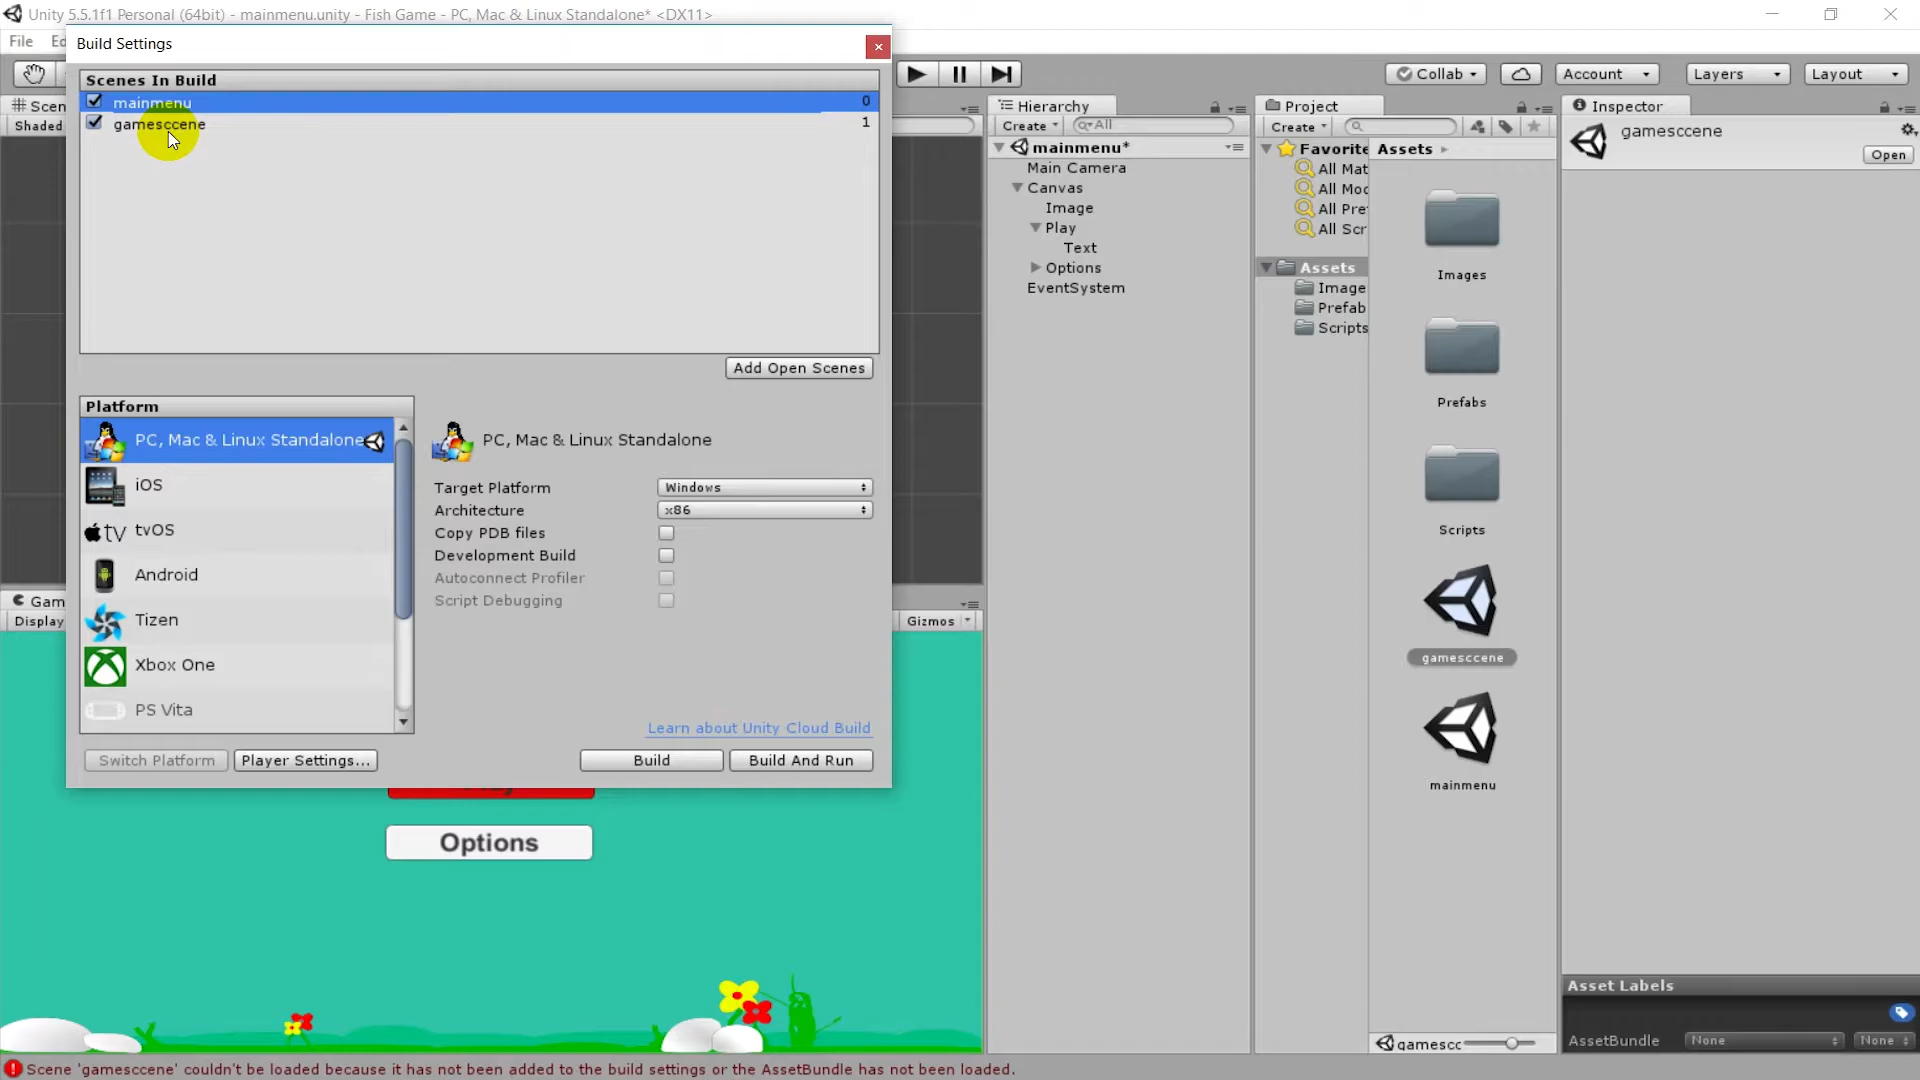 Unity 5.5.1f1 Personal (64bit) - mainmenu.unity - Fish Game - PC, Mac & Linux Standalone* <DX11>
File
Build Settings
Scenes In Build
mainmenu 0
gamesccene 1
Add Open Scenes
Platform
PC, Mac & Linux Standalone
iOS
tvOS
Android
Tizen
Xbox One
PS Vita
PC, Mac & Linux Standalone
Target Platform Windows
Architecture x86
Copy PDB files
Development Build
Autoconnect Profiler
Script Debugging
Learn about Unity Cloud Build
Switch Platform
Player Settings...
Build
Build And Run
Collab
Account
Layers
Layout
Shaded
Hierarchy
Create
All
mainmenu*
Main Camera
Canvas
Image
Play
Text
Options
EventSystem
Project
Create
Assets
All Scr
Assets
Image
Prefab
Scripts
Images
Prefabs
Scripts
gamesccene
mainmenu
gamescc
Inspector
gamesccene
Open
Asset Labels
AssetBundle None None
Display
Gizmos
Options
Scene 'gamesccene' couldn't be loaded because it has not been added to the build settings or the AssetBundle has not been loaded.